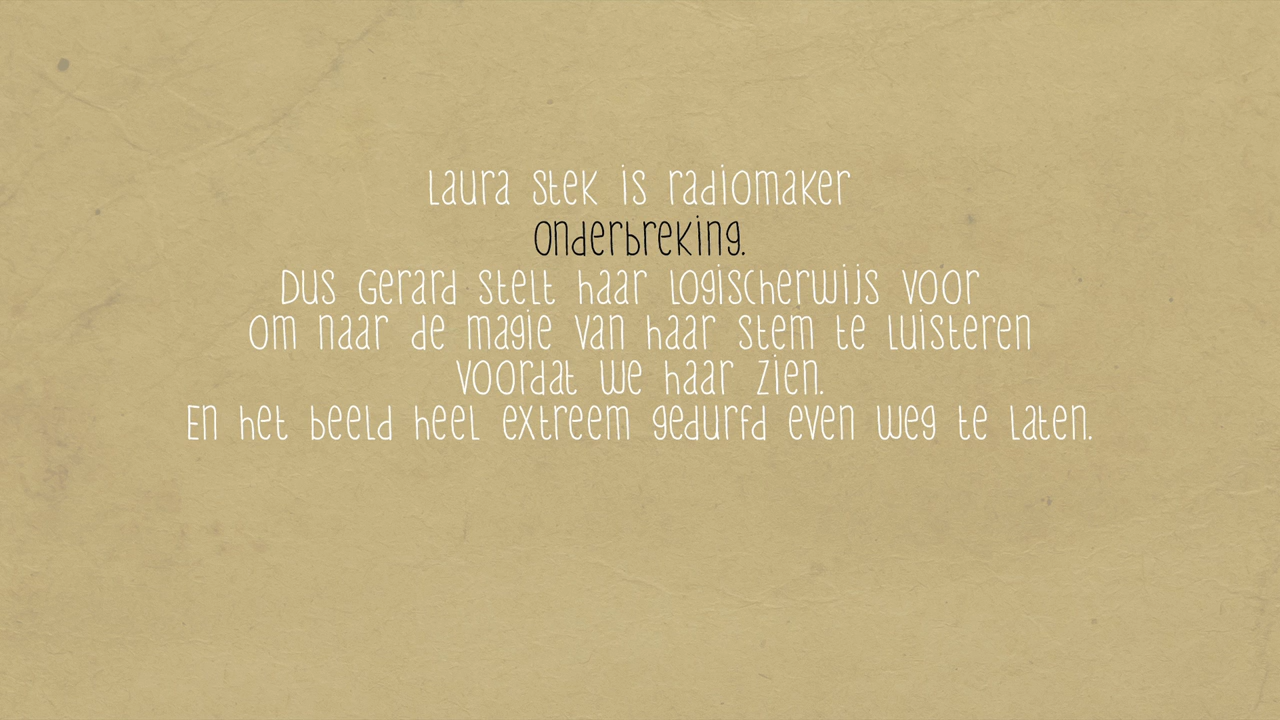 Laura Stek is radiomaker
Onderbreking.
Dus Gerard stelt haar logischerwijs voor
om naar de magie van haar stem te luisteren
voordat we haar zien.
En het beeld heel extreem gedurfd even weg te laten.